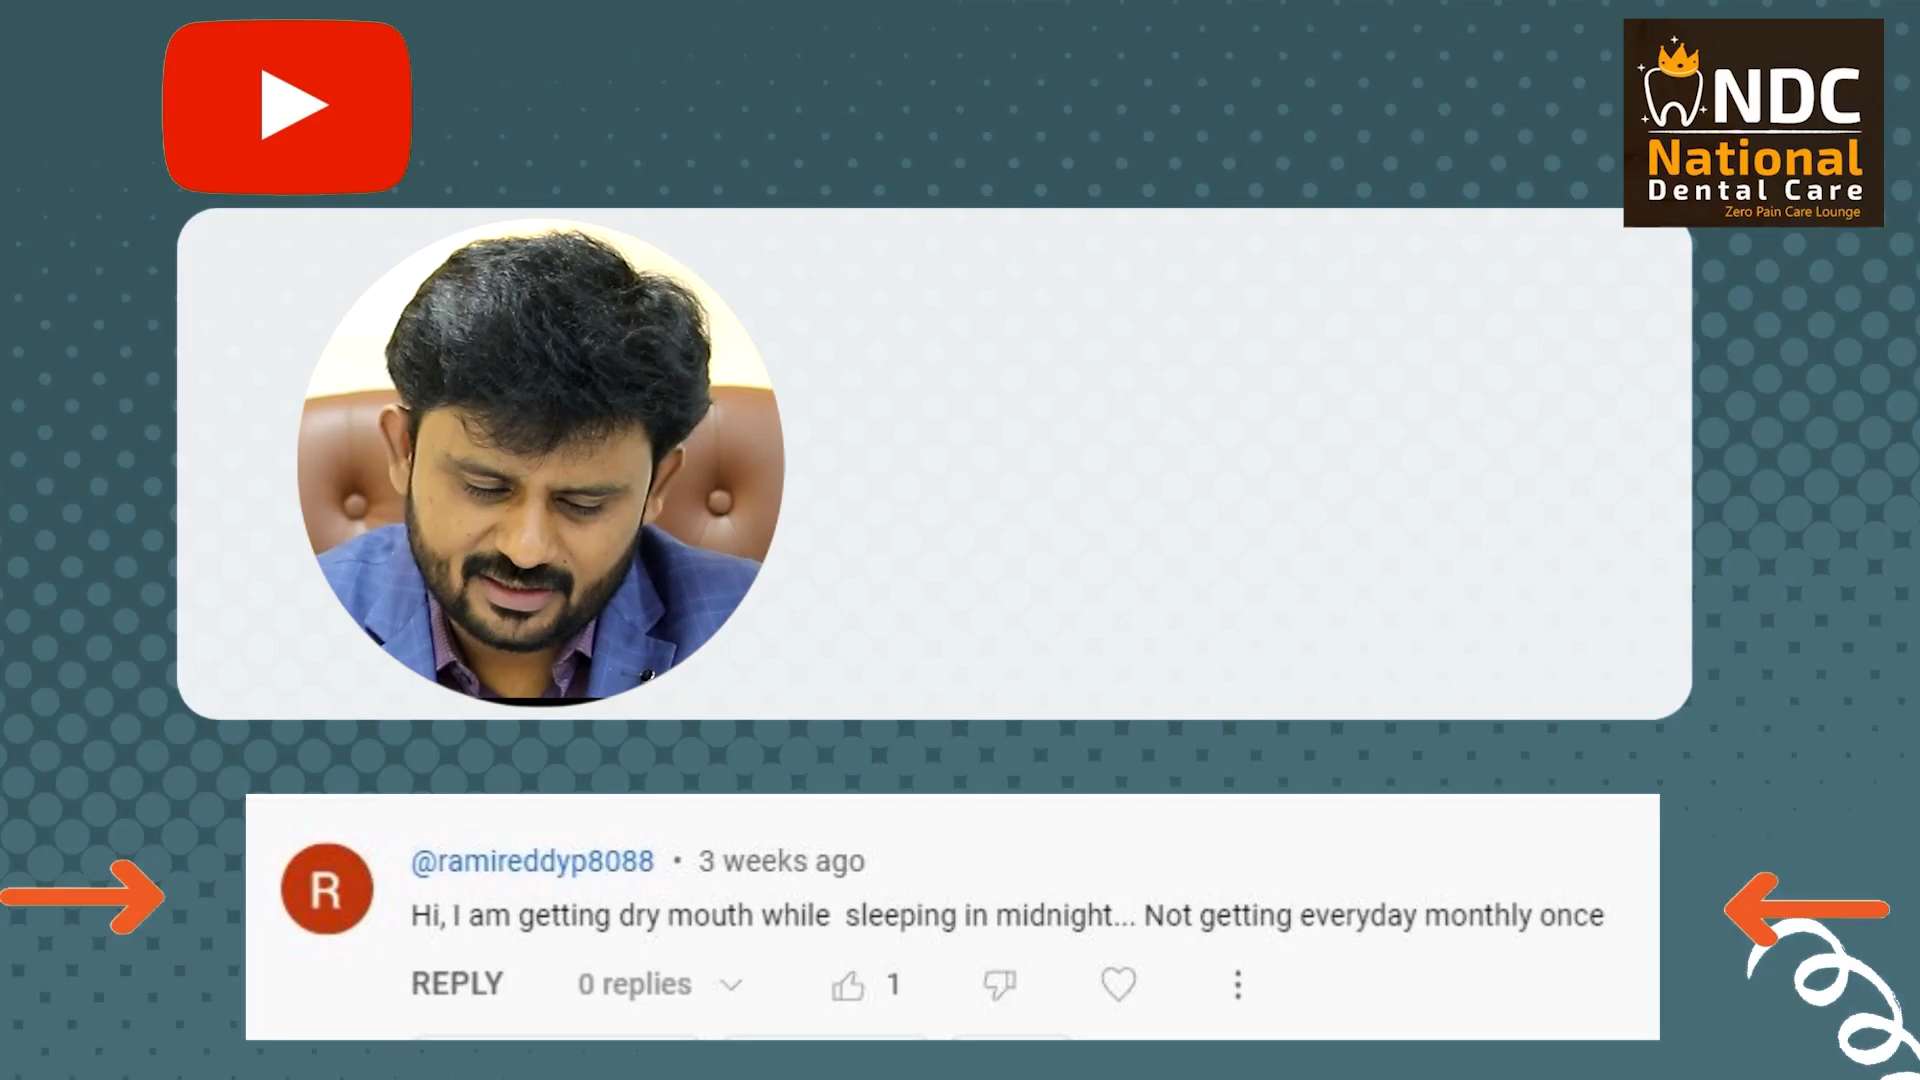 NDC
National
Dental Care
Zero Pain Care Lounge
@ramireddyp8088 • 3 weeks ago
R
Hi, I am getting dry mouth while sleeping in midnight... Not getting everyday monthly once
REPLY 0 replies 1